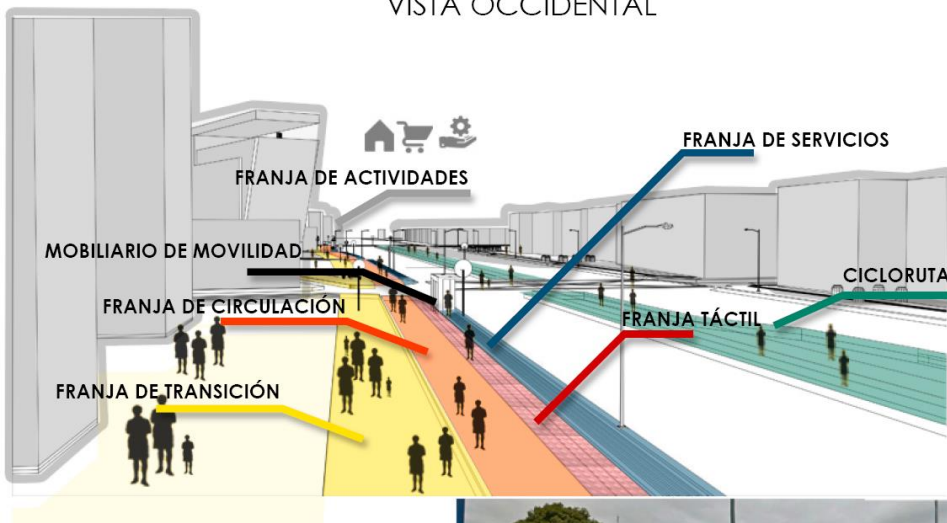 VISTA OCCIDENTAL
FRANJA DE SERVICIOS
FRANJA DE ACTIVIDADES
MOBILIARIO DE MOVILIDAD
CICLORUTA
FRANJA DE CIRCULACIÓN
FRANJA TÁCTIL
FRANJA DE TRANSICIÓN